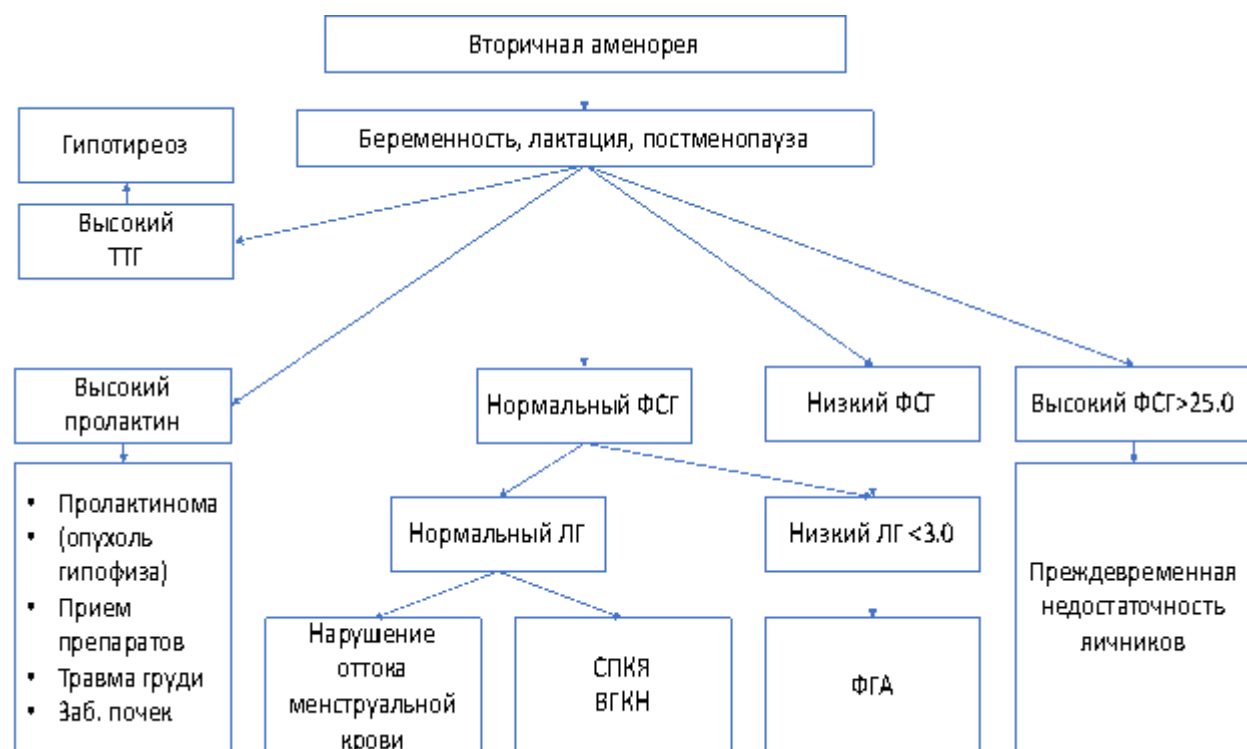 Вторичная аменорея
Беременность, лактация, постменопауза
Гипотиреоз
Высокий
ТТГ
Высокий
пролактин
Нормальный ФСГ
Низкий ФСГ
Высокий ФСГ>25.0
• Пролактинома
• (опухоль
гипофиза)
• Прием
препаратов
• Травма груди
• Заб. почек
Нормальный ЛГ
Низкий ЛГ <3.0
Преждевременная
недостаточность
яичников
Нарушение
оттока
менструальной
крови
СПКЯ
ВГКН
ФГА